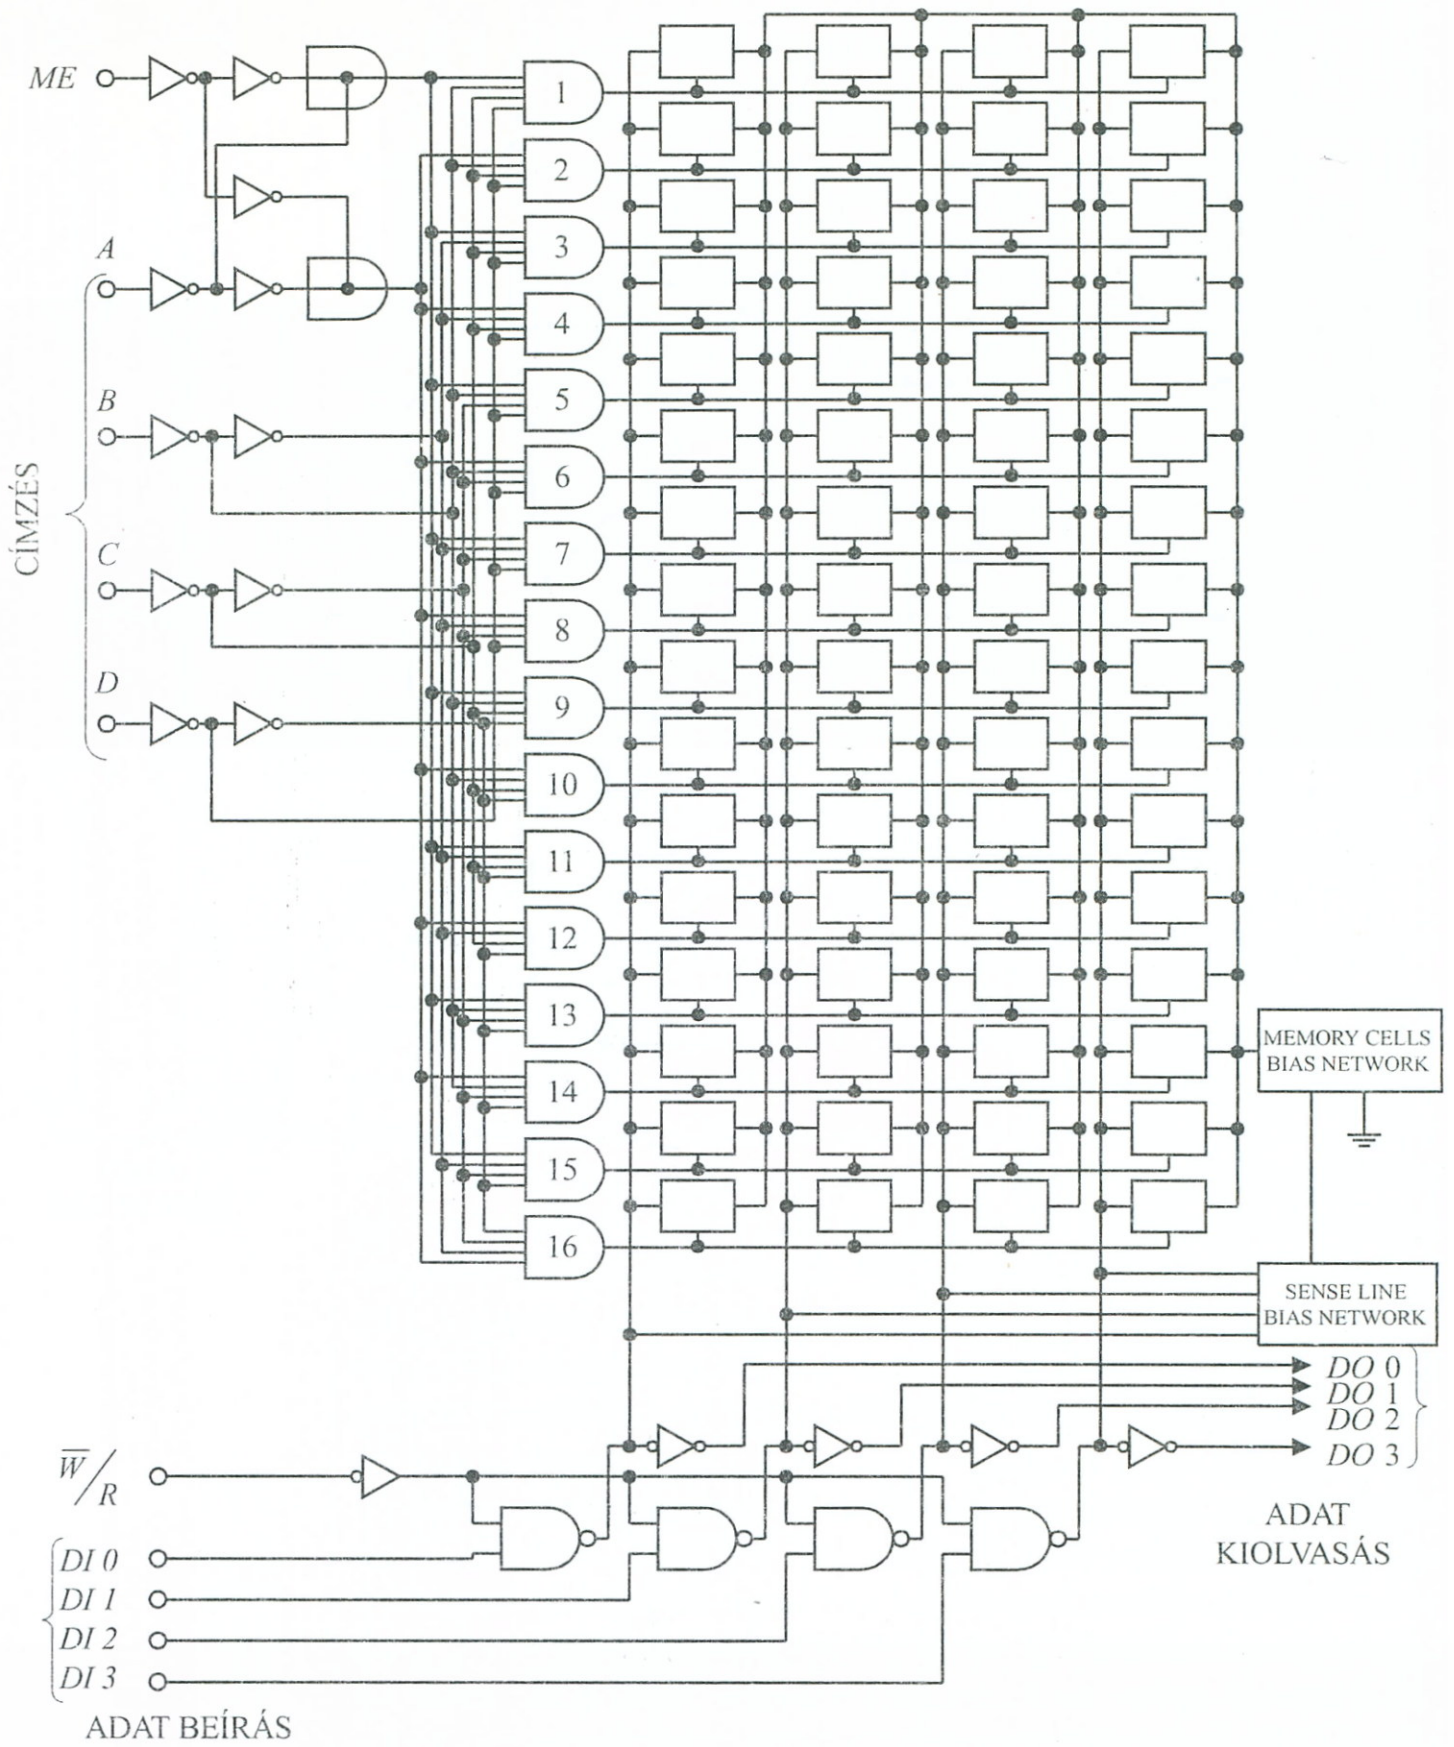 ME
1
2
A
3
4
B
5
6
CÍMZÉS
C
7
8
D
9
10
11
12
13
MEMORY CELLS
BIAS NETWORK
14
15
16
SENSE LINE
BIAS NETWORK
DO 0
DO 1
DO 2
DO 3
W/R
ADAT
KIOLVASÁS
DI 0
DI 1
DI 2
DI 3
ADAT BEÍRÁS